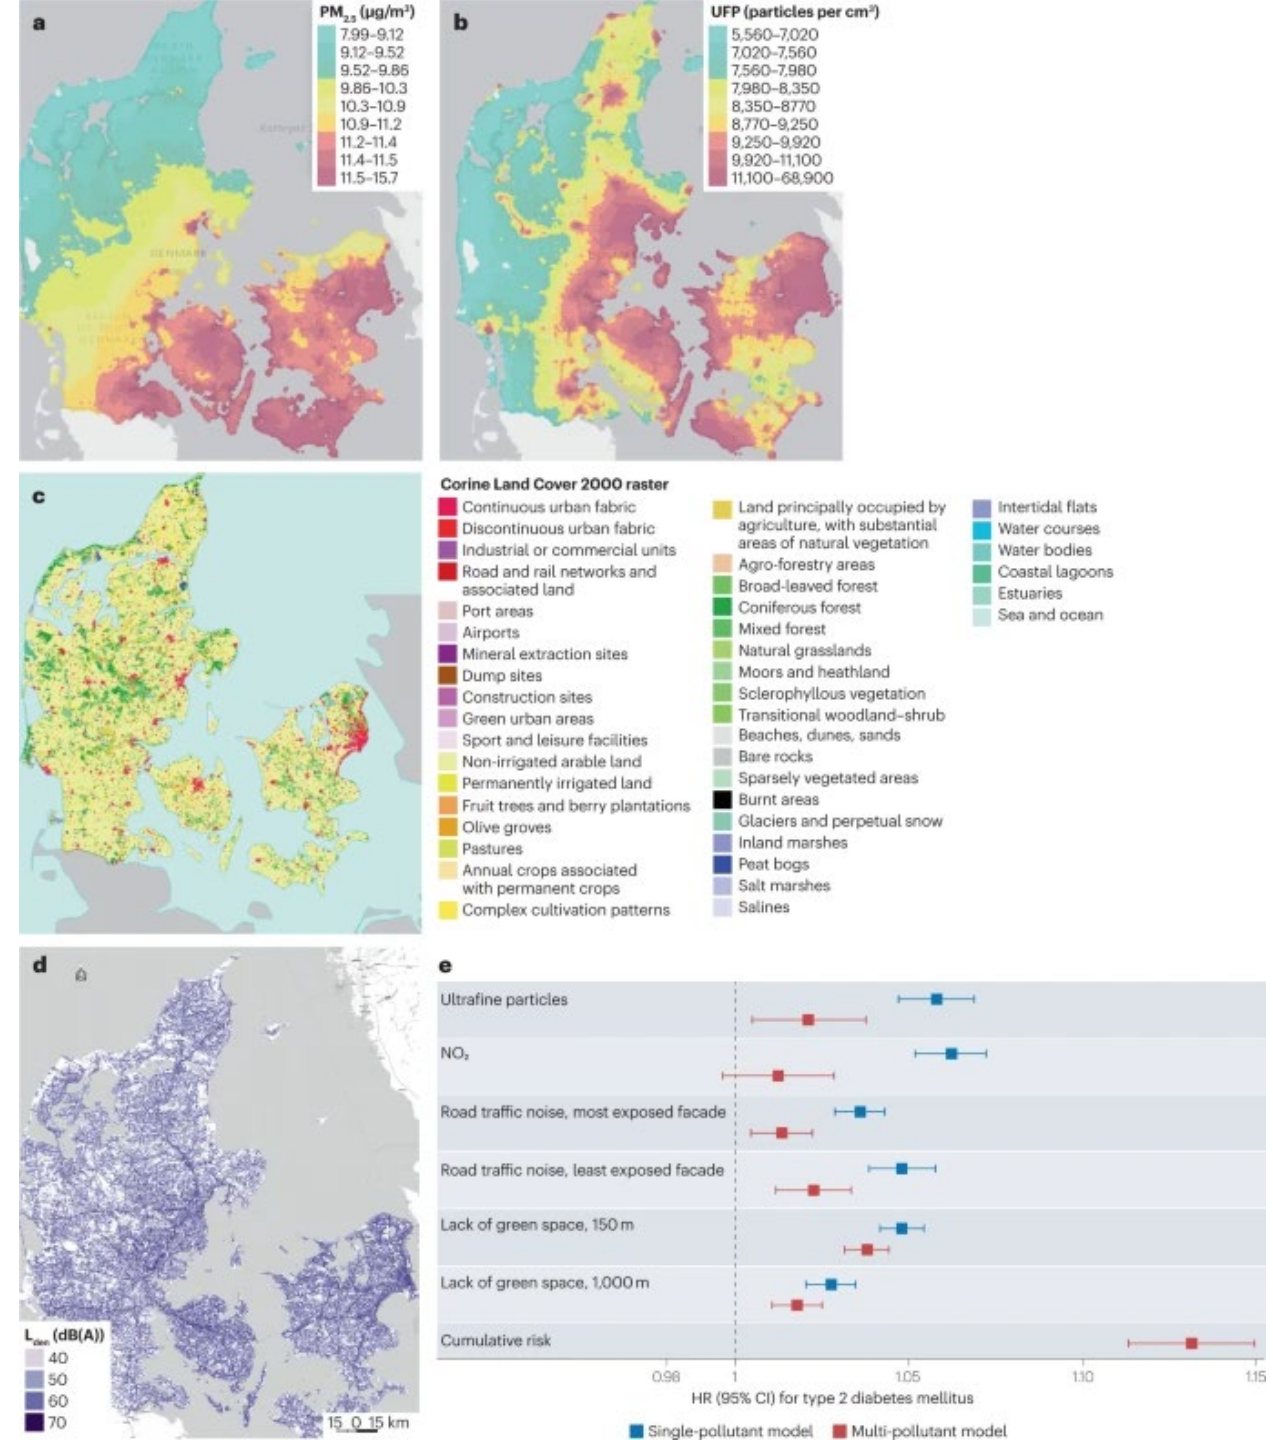 a
PM2.5 (µg/m³)
7.99–9.12
9.12–9.52
9.52–9.86
9.86–10.3
10.3–10.9
10.9–11.2
11.2–11.4
11.4–11.5
11.5–15.7
DENMARK
b
UFP (particles per cm³)
5,560–7,020
7,020–7,560
7,560–7,980
7,980–8,350
8,350–8770
8,770–9,250
9,250–9,920
9,920–11,100
11,100–68,900
c
Corine Land Cover 2000 raster
Continuous urban fabric
Discontinuous urban fabric
Industrial or commercial units
Road and rail networks and
associated land
Port areas
Airports
Mineral extraction sites
Dump sites
Construction sites
Green urban areas
Sport and leisure facilities
Non-irrigated arable land
Permanently irrigated land
Fruit trees and berry plantations
Olive groves
Pastures
Annual crops associated
with permanent crops
Complex cultivation patterns
Land principally occupied by
agriculture, with substantial
areas of natural vegetation
Agro-forestry areas
Broad-leaved forest
Coniferous forest
Mixed forest
Natural grasslands
Moors and heathland
Sclerophyllous vegetation
Transitional woodland–shrub
Beaches, dunes, sands
Bare rocks
Sparsely vegetated areas
Burnt areas
Glaciers and perpetual snow
Inland marshes
Peat bogs
Salt marshes
Salines
Intertidal flats
Water courses
Water bodies
Coastal lagoons
Estuaries
Sea and ocean
d
Lden (dB(A))
40
50
60
70
15 0 15 km
e
Ultrafine particles
NO₂
Road traffic noise, most exposed facade
Road traffic noise, least exposed facade
Lack of green space, 150 m
Lack of green space, 1,000 m
Cumulative risk
0.98 1 1.05 1.10 1.15
HR (95% CI) for type 2 diabetes mellitus
Single-pollutant model Multi-pollutant model